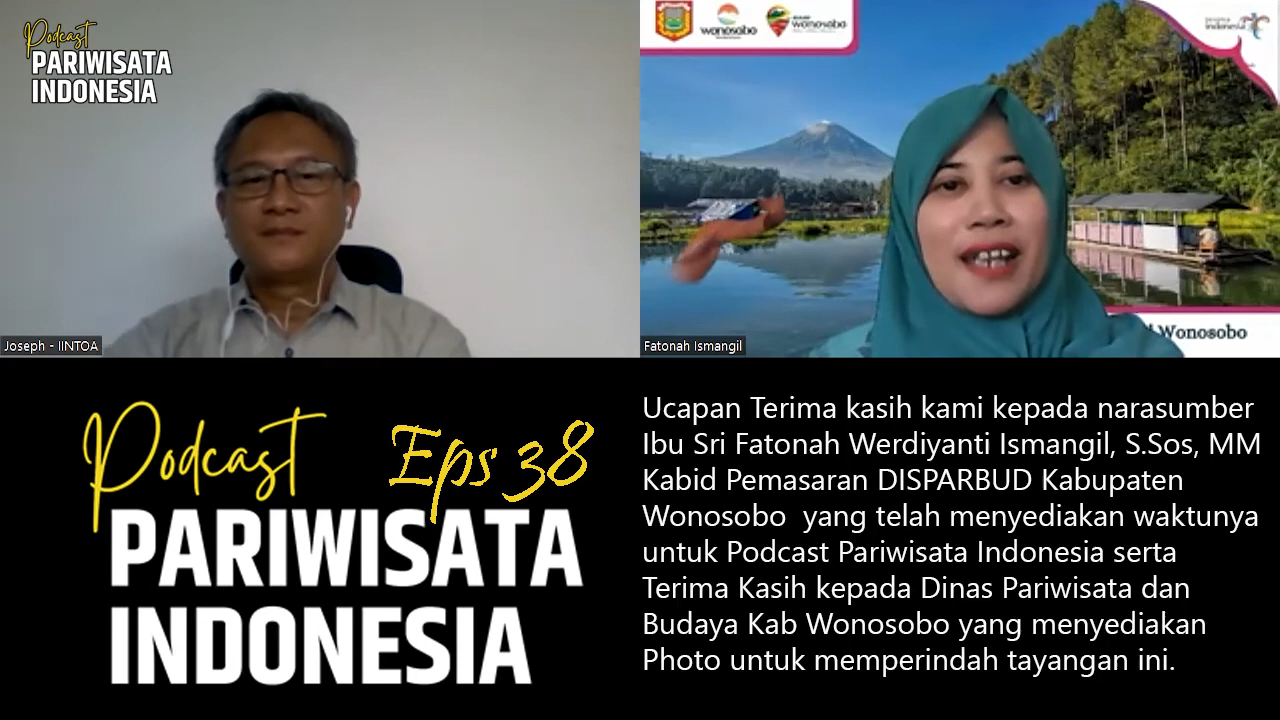 Podcast
PARIWISATA
INDONESIA
wonosobo
wonosobo
indonesia
Joseph - IINTOA
Fatonah Ismangil
Wonosobo
Podcast
Eps 38
PARIWISATA
INDONESIA
Ucapan Terima kasih kami kepada narasumber
Ibu Sri Fatonah Werdiyanti Ismangil, S.Sos, MM
Kabid Pemasaran DISPARBUD Kabupaten
Wonosobo  yang telah menyediakan waktunya
untuk Podcast Pariwisata Indonesia serta
Terima Kasih kepada Dinas Pariwisata dan
Budaya Kab Wonosobo yang menyediakan
Photo untuk memperindah tayangan ini.